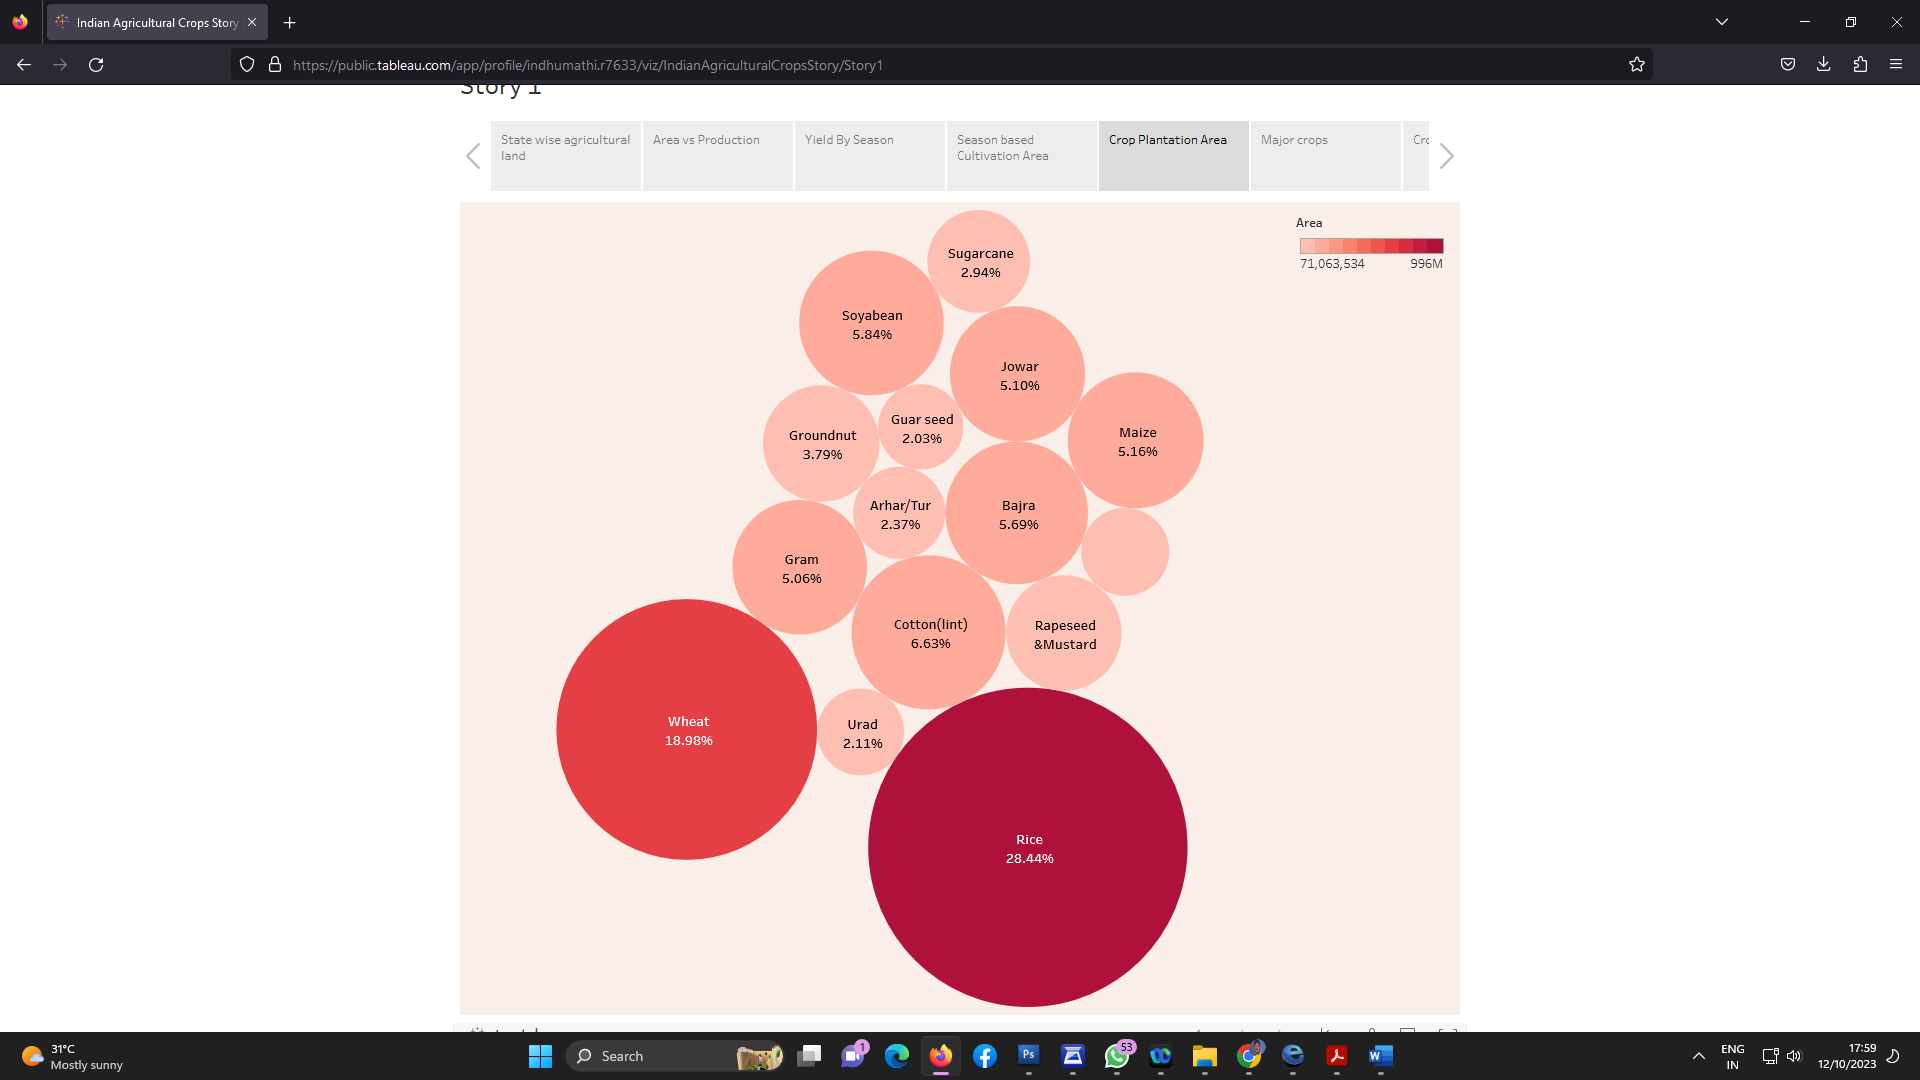 Indian Agricultural Crops Story
https://public.tableau.com/app/profile/indhumathi.r7633/viz/IndianAgriculturalCropsStory/Story1
Story 1
State wise agricultural
land
Area vs Production
Yield By Season
Season based
Cultivation Area
Crop Plantation Area
Major crops
Area
71,063,534
996M
Sugarcane
2.94%
Soyabean
5.84%
Jowar
5.10%
Maize
5.16%
Guar seed
2.03%
Groundnut
3.79%
Arhar/Tur
2.37%
Bajra
5.69%
Gram
5.06%
Cotton(lint)
6.63%
Rapeseed
&Mustard
Wheat
18.98%
Urad
2.11%
Rice
28.44%
31°C
Mostly sunny
Search
1
Ps
53
W
ENG
IN
17:59
12/10/2023